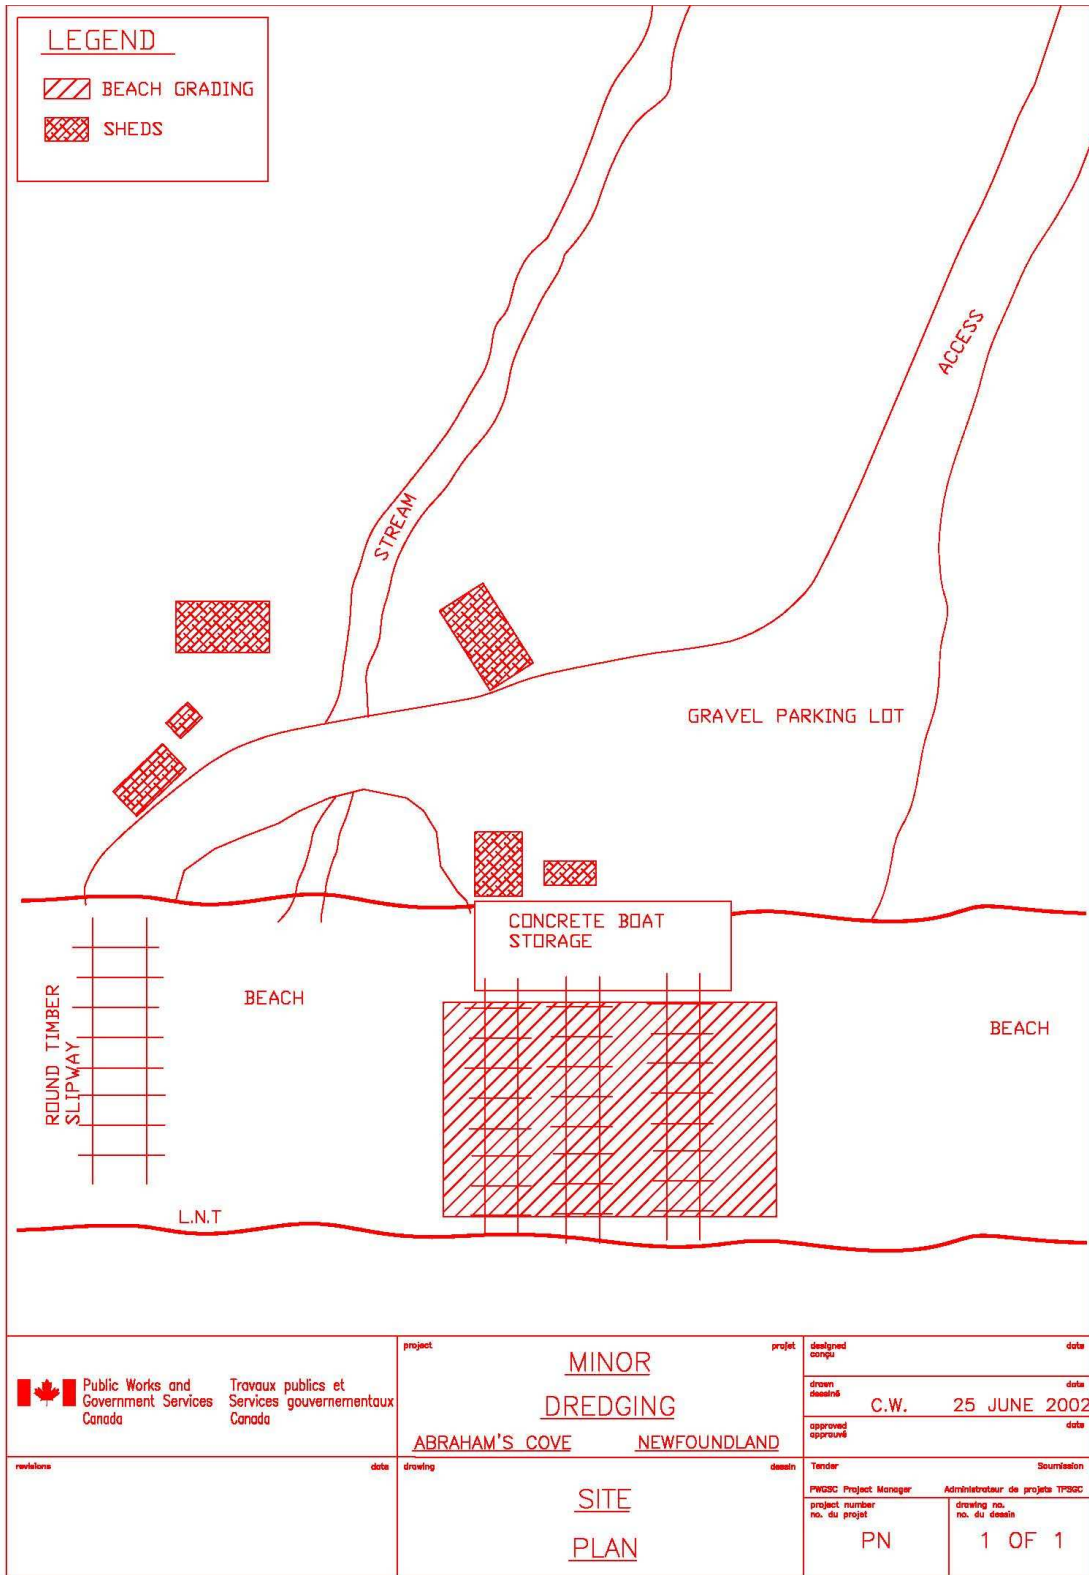 LEGEND
BEACH GRADING
SHEDS
ACCESS
STREAM
GRAVEL PARKING LOT
CONCRETE BOAT
STORAGE
BEACH
BEACH
ROUND TIMBER
SLIPWAY
L.N.T
Public Works and
Government Services
Canada
Travaux publics et
Services gouvernementaux
Canada
project projet
MINOR
DREDGING
ABRAHAM'S COVE NEWFOUNDLAND
designed date
conçu
drawn date
dessiné
C.W. 25 JUNE 2002
approved date
approuvé
revisions date
drawing dessin
SITE
PLAN
Tender Soumission
PWGSC Project Manager Administrateur de projets TPSGC
project number
no. du projet
PN
drawing no.
no. du dessin
1 OF 1